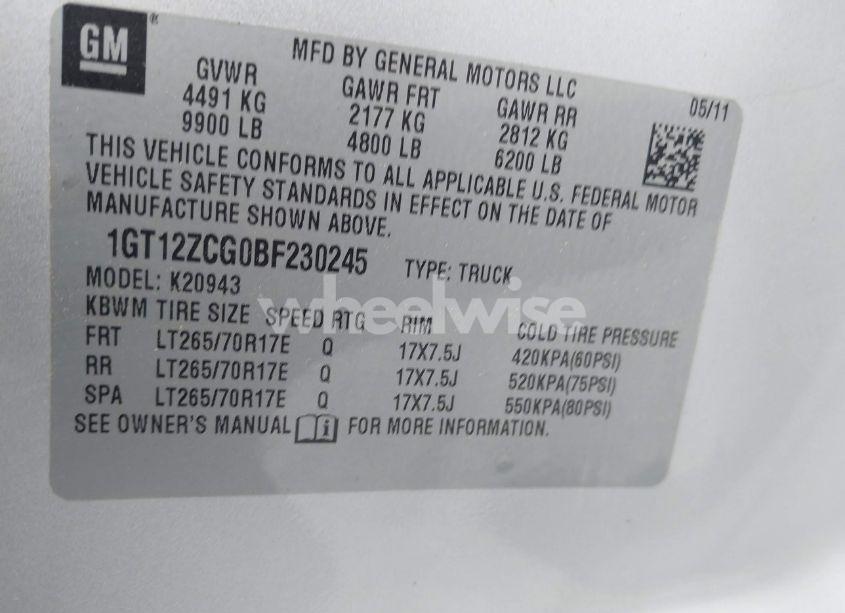 GM
MFD BY GENERAL MOTORS LLC
05/11
GVWR GAWR FRT GAWR RR
4491 KG 2177 KG 2812 KG
9900 LB 4800 LB 6200 LB
THIS VEHICLE CONFORMS TO ALL APPLICABLE U.S. FEDERAL MOTOR
VEHICLE SAFETY STANDARDS IN EFFECT ON THE DATE OF
MANUFACTURE SHOWN ABOVE.
1GT12ZCG0BF230245 TYPE: TRUCK
MODEL: K20943
wheelwise
KBWM TIRE SIZE SPEED RTG RIM COLD TIRE PRESSURE
FRT LT265/70R17E Q 17X7.5J 420KPA(60PSI)
RR LT265/70R17E Q 17X7.5J 520KPA(75PSI)
SPA LT265/70R17E Q 17X7.5J 550KPA(80PSI)
SEE OWNER'S MANUAL i FOR MORE INFORMATION.